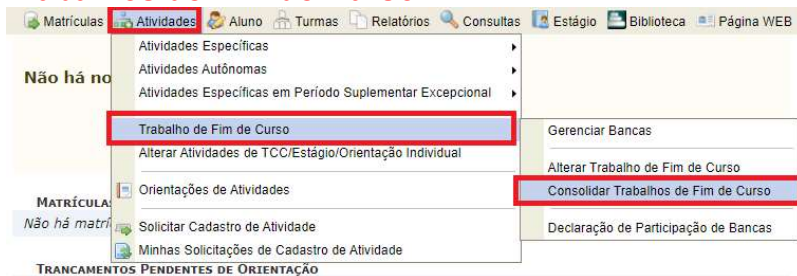 Matrículas Atividades Aluno Turmas Relatórios Consultas Estágio Biblioteca Página WEB
Atividades Específicas
Atividades Autônomas
Não há no
Atividades Específicas em Período Suplementar Excepcional
Trabalho de Fim de Curso
Gerenciar Bancas
Alterar Atividades de TCC/Estágio/Orientação Individual
Alterar Trabalho de Fim de Curso
Orientações de Atividades
Consolidar Trabalhos de Fim de Curso
MATRÍCULA
Não há matrí
Solicitar Cadastro de Atividade
Declaração de Participação de Bancas
Minhas Solicitações de Cadastro de Atividade
TRANCAMENTOS PENDENTES DE ORIENTAÇÃO